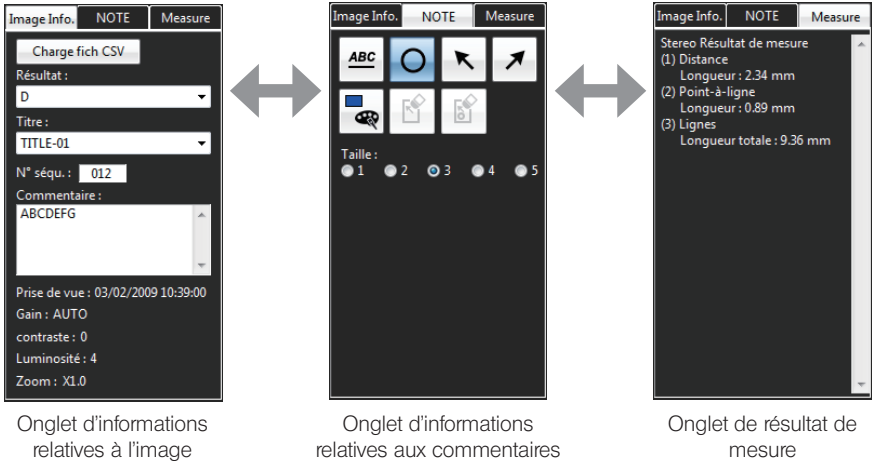 Image Info. NOTE Measure
Charge fich CSV
Résultat :
D
Titre :
TITLE-01
N° séqu. : 012
Commentaire :
ABCDEFG
Prise de vue : 03/02/2009 10:39:00
Gain : AUTO
contraste : 0
Luminosité : 4
Zoom : X1.0
Onglet d'informations
relatives à l'image
Image Info. NOTE Measure
ABC
Taille :
1 2 3 4 5
Onglet d'informations
relatives aux commentaires
Image Info. NOTE Measure
Stereo Résultat de mesure
(1) Distance
Longueur : 2.34 mm
(2) Point-à-ligne
Longueur : 0.89 mm
(3) Lignes
Longueur totale : 9.36 mm
Onglet de résultat de
mesure